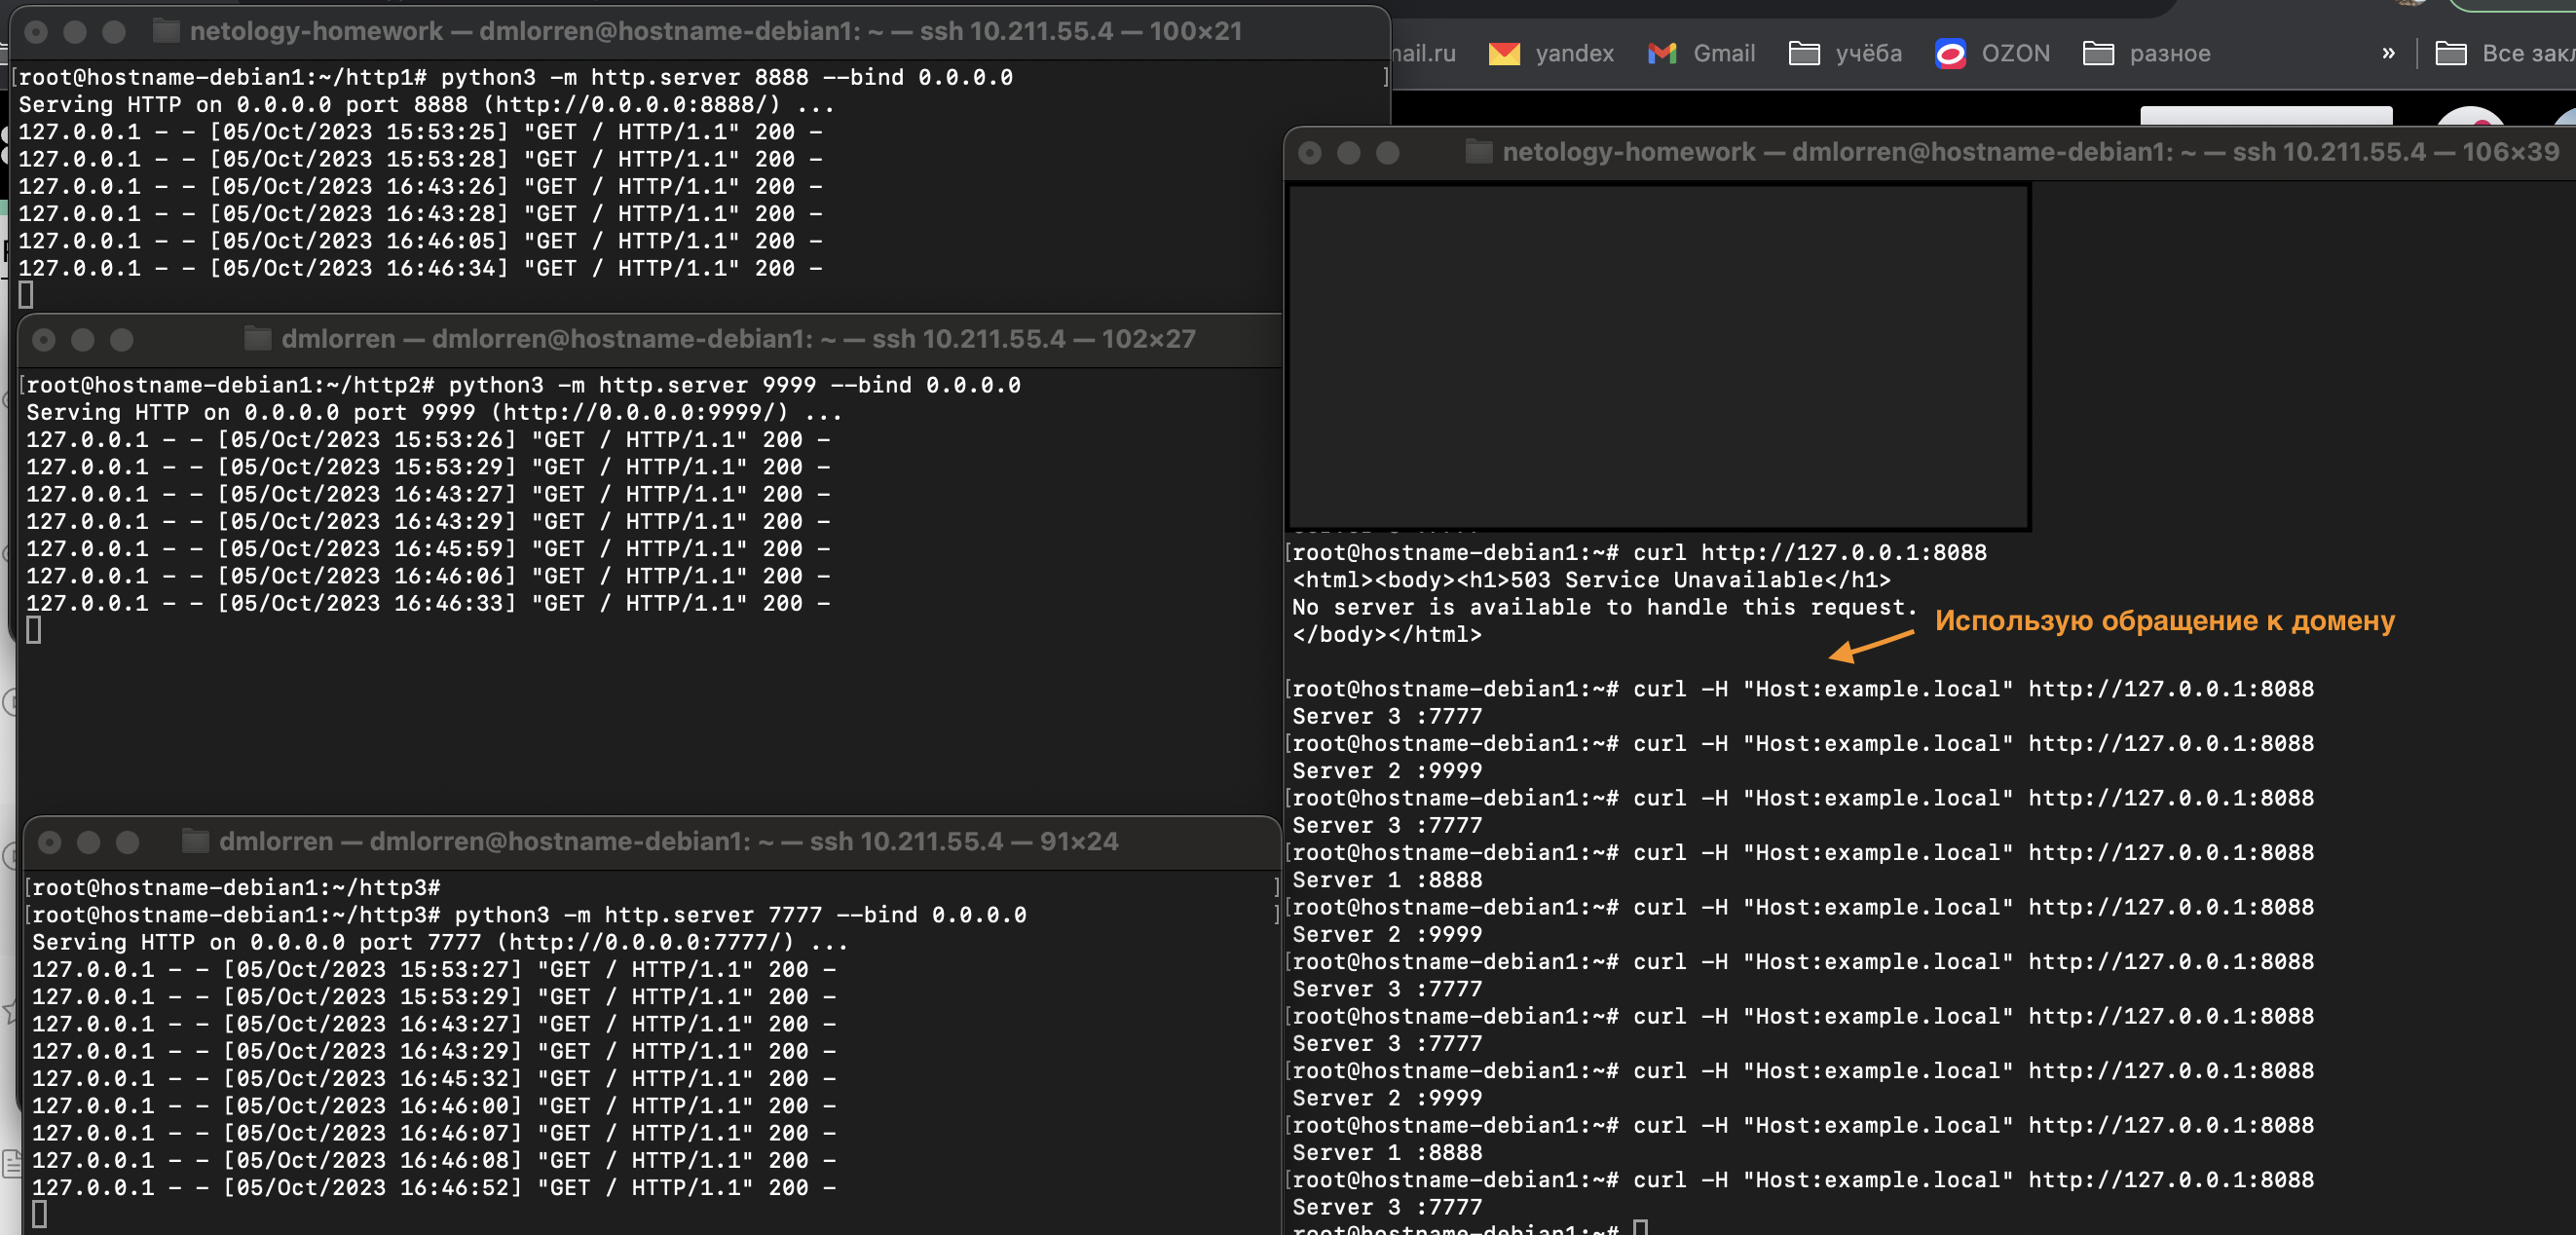 netology-homework — dmlorren@hostname-debian1: ~ — ssh 10.211.55.4 — 100×21
[root@hostname-debian1:~/http1# python3 -m http.server 8888 --bind 0.0.0.0 ]
Serving HTTP on 0.0.0.0 port 8888 (http://0.0.0.0:8888/) ...
127.0.0.1 - - [05/Oct/2023 15:53:25] "GET / HTTP/1.1" 200 -
127.0.0.1 - - [05/Oct/2023 15:53:28] "GET / HTTP/1.1" 200 -
127.0.0.1 - - [05/Oct/2023 16:43:26] "GET / HTTP/1.1" 200 -
127.0.0.1 - - [05/Oct/2023 16:43:28] "GET / HTTP/1.1" 200 -
127.0.0.1 - - [05/Oct/2023 16:46:05] "GET / HTTP/1.1" 200 -
127.0.0.1 - - [05/Oct/2023 16:46:34] "GET / HTTP/1.1" 200 -
dmlorren — dmlorren@hostname-debian1: ~ — ssh 10.211.55.4 — 102×27
[root@hostname-debian1:~/http2# python3 -m http.server 9999 --bind 0.0.0.0
Serving HTTP on 0.0.0.0 port 9999 (http://0.0.0.0:9999/) ...
127.0.0.1 - - [05/Oct/2023 15:53:26] "GET / HTTP/1.1" 200 -
127.0.0.1 - - [05/Oct/2023 15:53:29] "GET / HTTP/1.1" 200 -
127.0.0.1 - - [05/Oct/2023 16:43:27] "GET / HTTP/1.1" 200 -
127.0.0.1 - - [05/Oct/2023 16:43:29] "GET / HTTP/1.1" 200 -
127.0.0.1 - - [05/Oct/2023 16:45:59] "GET / HTTP/1.1" 200 -
127.0.0.1 - - [05/Oct/2023 16:46:06] "GET / HTTP/1.1" 200 -
127.0.0.1 - - [05/Oct/2023 16:46:33] "GET / HTTP/1.1" 200 -
dmlorren — dmlorren@hostname-debian1: ~ — ssh 10.211.55.4 — 91×24
[root@hostname-debian1:~/http3# ]
[root@hostname-debian1:~/http3# python3 -m http.server 7777 --bind 0.0.0.0 ]
Serving HTTP on 0.0.0.0 port 7777 (http://0.0.0.0:7777/) ...
127.0.0.1 - - [05/Oct/2023 15:53:27] "GET / HTTP/1.1" 200 -
127.0.0.1 - - [05/Oct/2023 15:53:29] "GET / HTTP/1.1" 200 -
127.0.0.1 - - [05/Oct/2023 16:43:27] "GET / HTTP/1.1" 200 -
127.0.0.1 - - [05/Oct/2023 16:43:29] "GET / HTTP/1.1" 200 -
127.0.0.1 - - [05/Oct/2023 16:45:32] "GET / HTTP/1.1" 200 -
127.0.0.1 - - [05/Oct/2023 16:46:00] "GET / HTTP/1.1" 200 -
127.0.0.1 - - [05/Oct/2023 16:46:07] "GET / HTTP/1.1" 200 -
127.0.0.1 - - [05/Oct/2023 16:46:08] "GET / HTTP/1.1" 200 -
127.0.0.1 - - [05/Oct/2023 16:46:52] "GET / HTTP/1.1" 200 -
yandex Gmail учёба OZON разное » Все
netology-homework — dmlorren@hostname-debian1: ~ — ssh 10.211.55.4 — 106×39
[root@hostname-debian1:~# curl http://127.0.0.1:8088
<html><body><h1>503 Service Unavailable</h1>
No server is available to handle this request.
</body></html>
Использую обращение к домену
[root@hostname-debian1:~# curl -H "Host:example.local" http://127.0.0.1:8088
Server 3 :7777
[root@hostname-debian1:~# curl -H "Host:example.local" http://127.0.0.1:8088
Server 2 :9999
[root@hostname-debian1:~# curl -H "Host:example.local" http://127.0.0.1:8088
Server 3 :7777
[root@hostname-debian1:~# curl -H "Host:example.local" http://127.0.0.1:8088
Server 1 :8888
[root@hostname-debian1:~# curl -H "Host:example.local" http://127.0.0.1:8088
Server 2 :9999
[root@hostname-debian1:~# curl -H "Host:example.local" http://127.0.0.1:8088
Server 3 :7777
[root@hostname-debian1:~# curl -H "Host:example.local" http://127.0.0.1:8088
Server 3 :7777
[root@hostname-debian1:~# curl -H "Host:example.local" http://127.0.0.1:8088
Server 2 :9999
[root@hostname-debian1:~# curl -H "Host:example.local" http://127.0.0.1:8088
Server 1 :8888
[root@hostname-debian1:~# curl -H "Host:example.local" http://127.0.0.1:8088
Server 3 :7777
root@hostname-debian1:~#